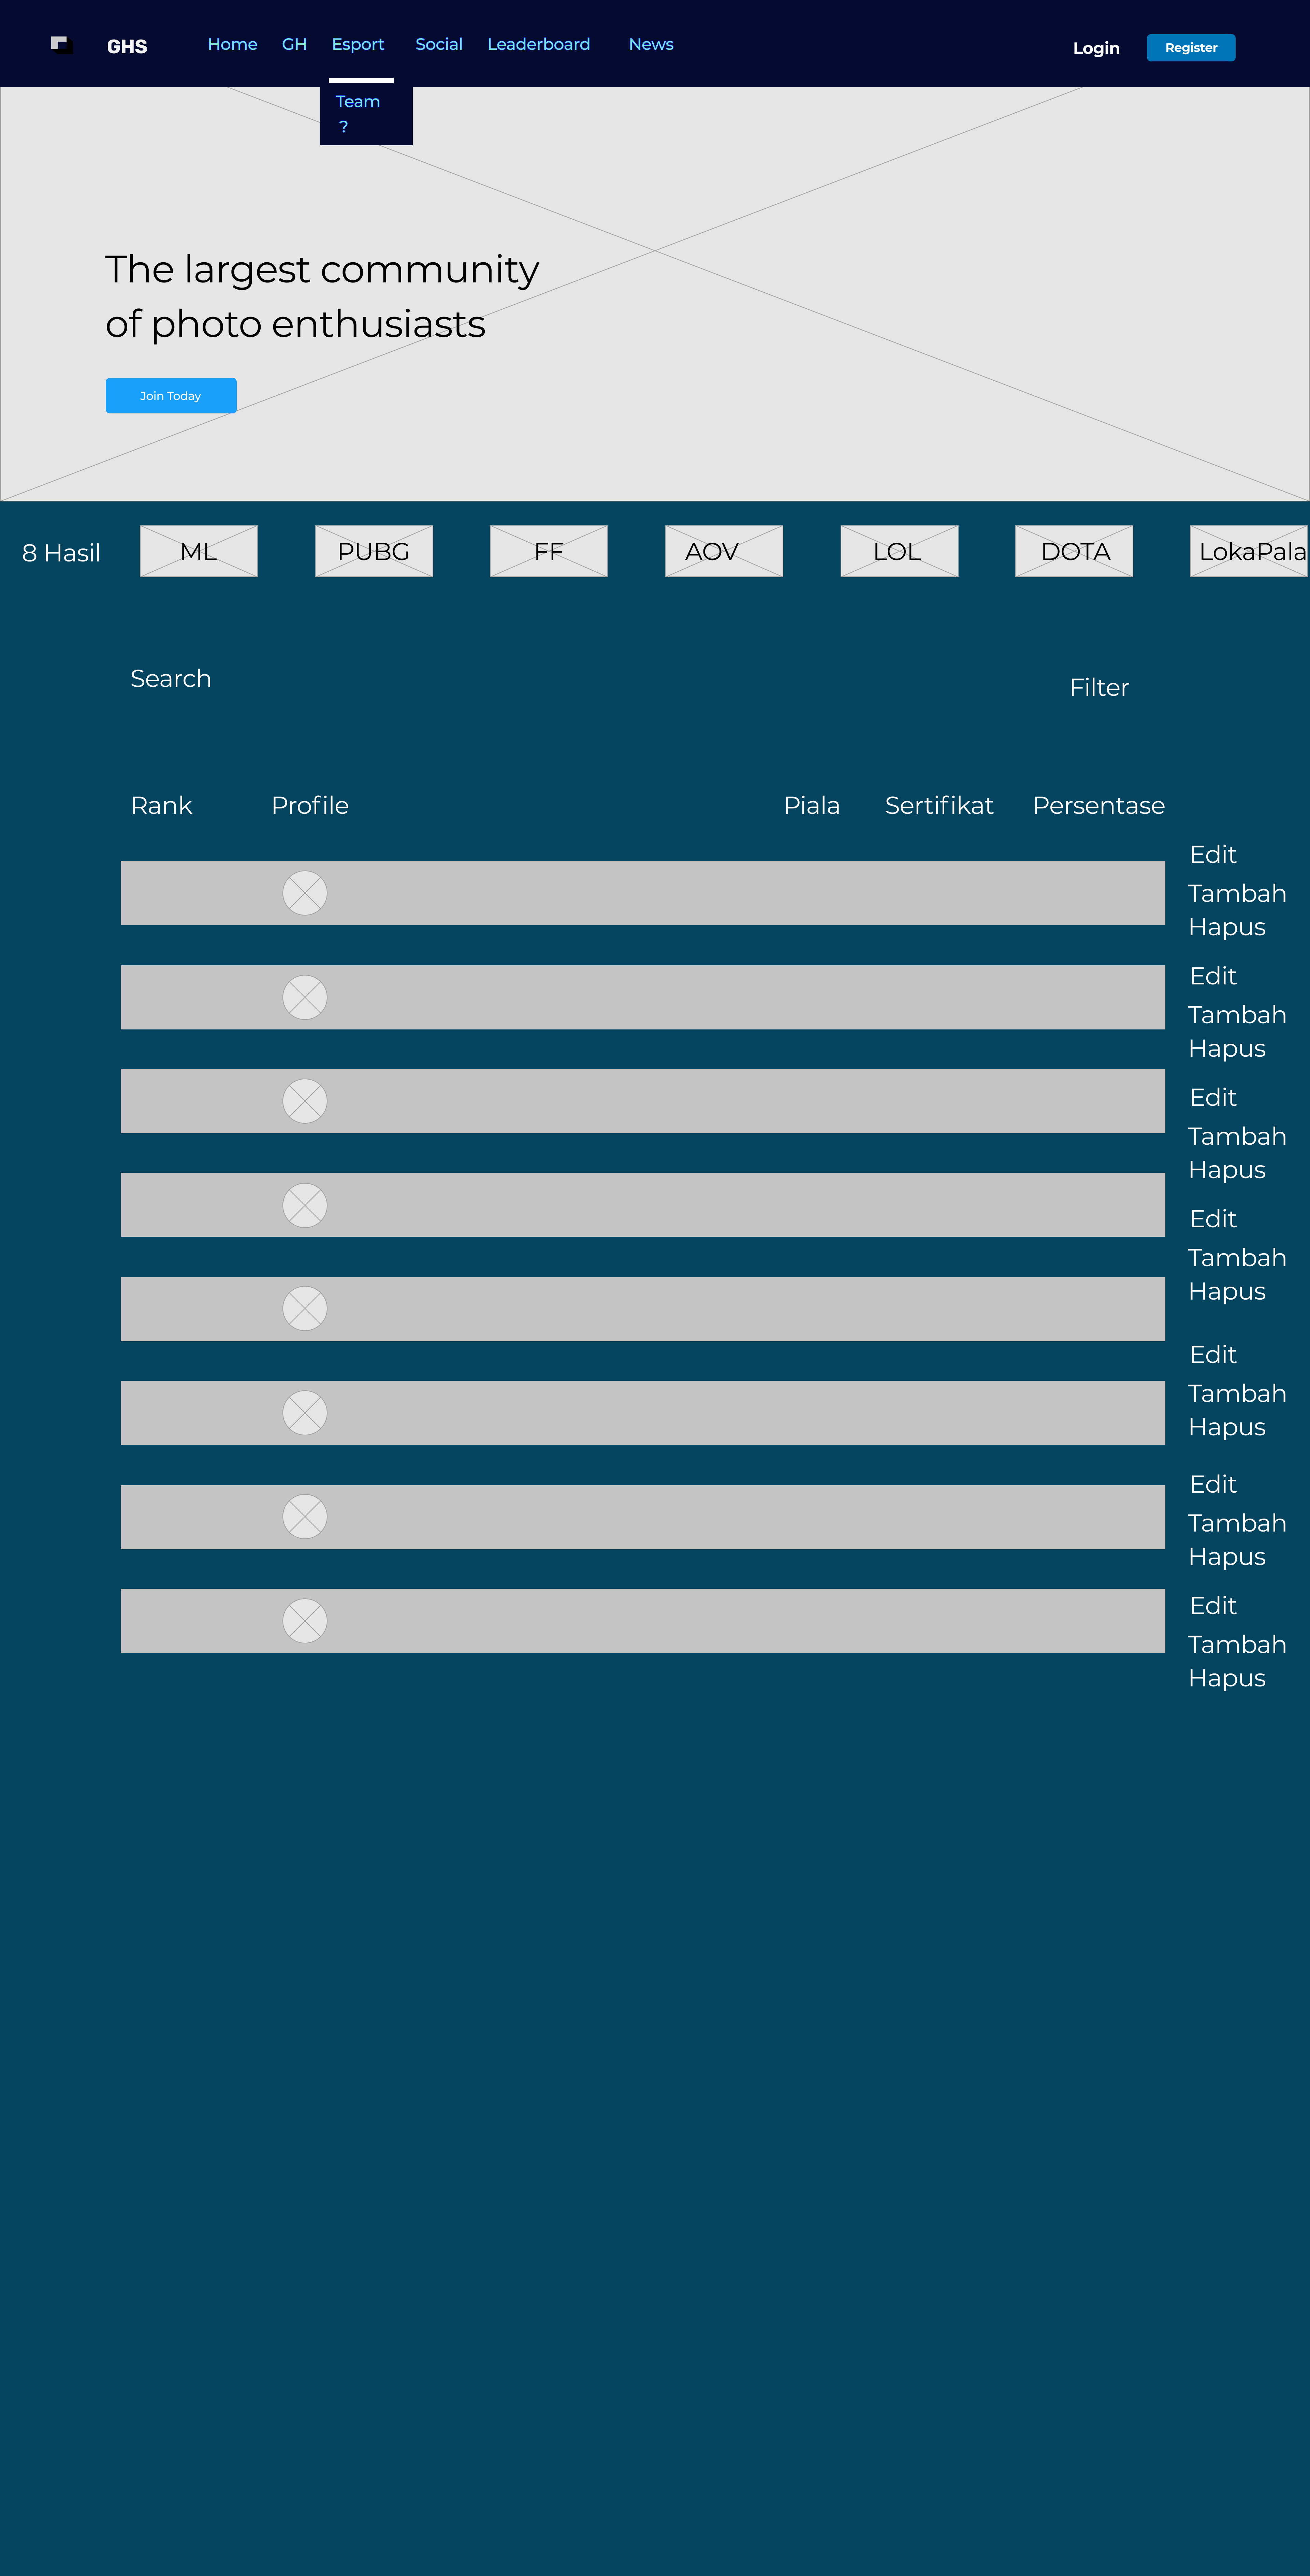 GHS Home GH Esport Social Leaderboard News Login Register
Team
?
The largest community
of photo enthusiasts
Join Today
8 Hasil ML PUBG FF AOV LOL DOTA LokaPala
Search Filter
Rank Profile Piala Sertifikat Persentase
Edit
Tambah
Hapus
Edit
Tambah
Hapus
Edit
Tambah
Hapus
Edit
Tambah
Hapus
Edit
Tambah
Hapus
Edit
Tambah
Hapus
Edit
Tambah
Hapus